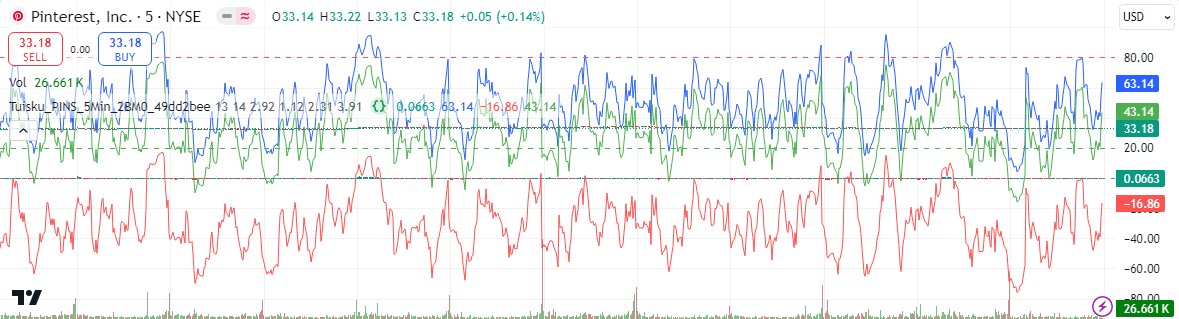 Pinterest, Inc. · 5 · NYSE O33.14 H33.22 L33.13 C33.18 +0.05 (+0.14%)
USD
33.18 SELL
0.00
33.18 BUY
Vol 26.661 K
Tuisku_PINS_5Min_2BM0_49dd2bee 13 14 2.92 1.12 2.31 3.91 {} 0.0663 63.14 −16.86 43.14
80.00
63.14
43.14
33.18
20.00
0.0663
−16.86
−40.00
−60.00
26.661 K